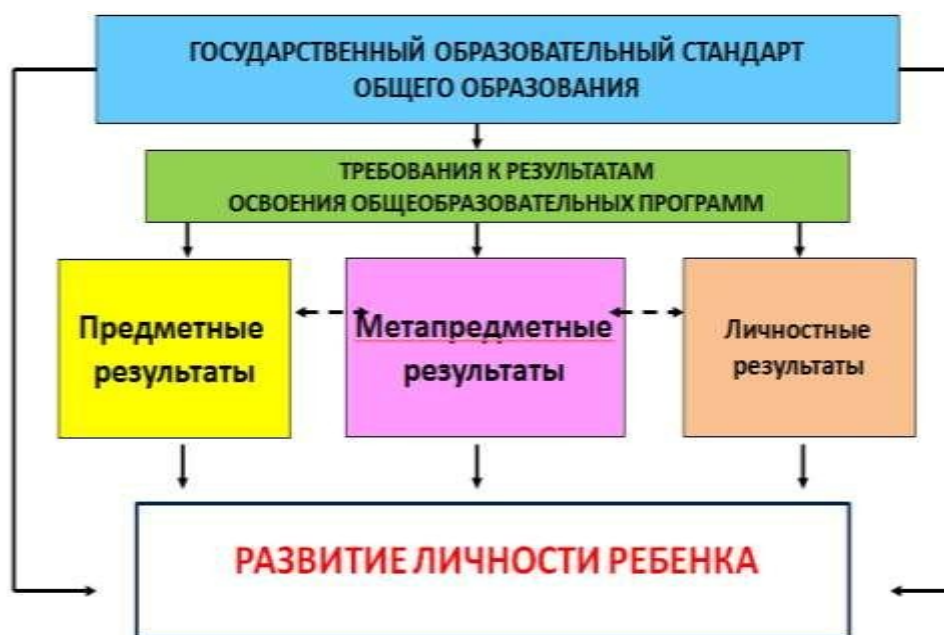 ГОСУДАРСТВЕННЫЙ ОБРАЗОВАТЕЛЬНЫЙ СТАНДАРТ
ОБЩЕГО ОБРАЗОВАНИЯ
ТРЕБОВАНИЯ К РЕЗУЛЬТАТАМ
ОСВОЕНИЯ ОБЩЕОБРАЗОВАТЕЛЬНЫХ ПРОГРАММ
Предметные
результаты
Метапредметные
результаты
Личностные
результаты
РАЗВИТИЕ ЛИЧНОСТИ РЕБЕНКА